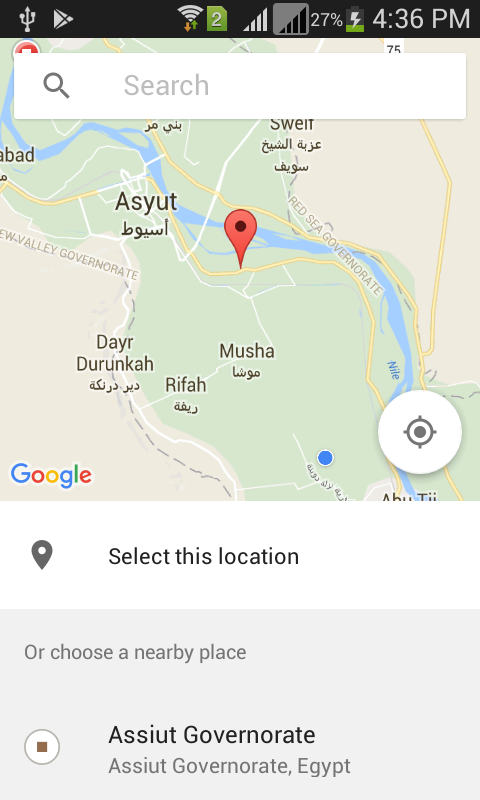 2 27% 4:36 PM
75
Search
بني مر
Sweif
عزبة الشيخ
سويف
abad
Asyut
أسيوط
RED SEA GOVERNORATE
EW VALLEY GOVERNORATE
Dayr
Durunkah
دير درنكة
Musha
موشا
Rifah
ريفة
Nile
Google
Abu Tij
Select this location
Or choose a nearby place
Assiut Governorate
Assiut Governorate, Egypt